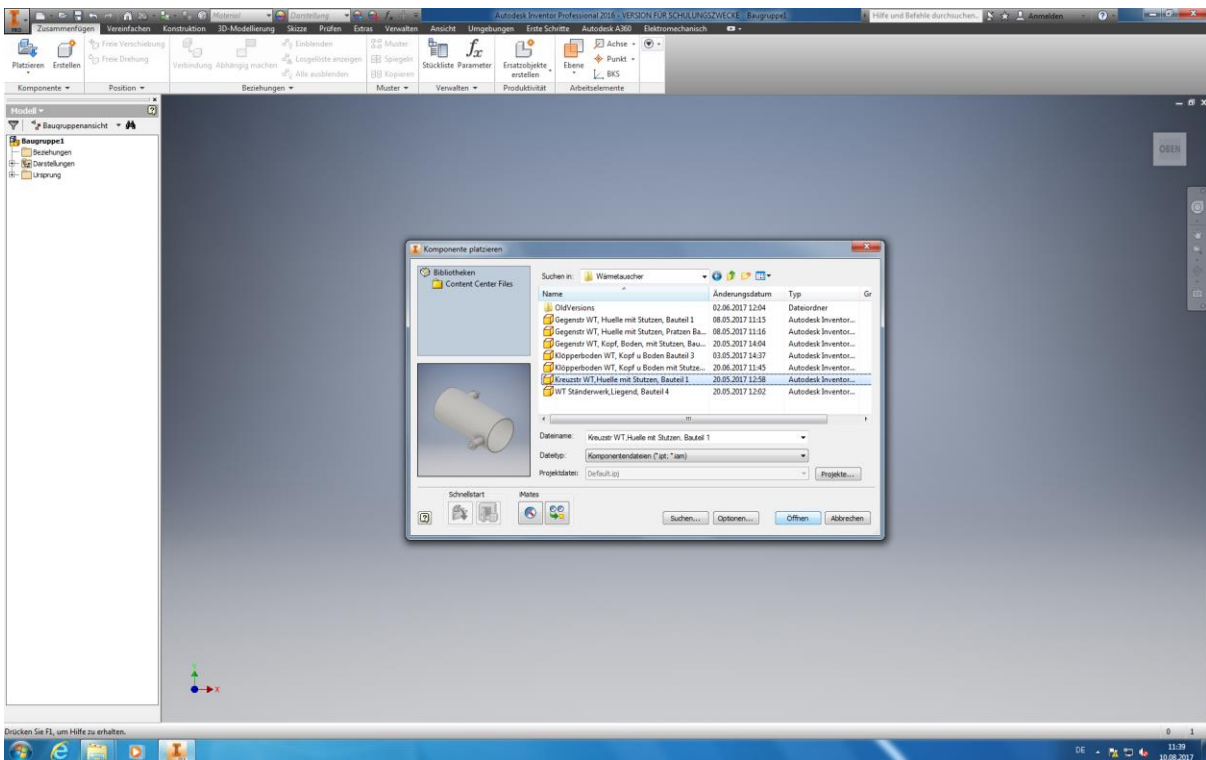 Material
Darstellung
Autodesk Inventor Professional 2016 - VERSION FÜR SCHULUNGSZWECKE Baugruppe1
Hilfe und Befehle durchsuchen...
Anmelden
PRO
Zusammenfügen Vereinfachen Konstruktion 3D-Modellierung Skizze Prüfen Extras Verwalten Ansicht Umgebungen Erste Schritte Autodesk A360 Elektromechanisch
Platzieren
Erstellen
Freie Verschiebung
Freie Drehung
Verbindung
Abhängig machen
Einblenden
Losgelöste anzeigen
Alle ausblenden
Muster
Spiegeln
Kopieren
Stückliste
fx
Parameter
Ersatzobjekte erstellen
Ebene
Achse
Punkt
BKS
Komponente
Position
Beziehungen
Muster
Verwalten
Produktivität
Arbeitselemente
Modell
Baugruppenansicht
Baugruppe1
Beziehungen
Darstellungen
Ursprung
OBEN
Komponente platzieren
Bibliotheken
Content Center Files
Suchen in: Wärmetauscher
Name Änderungsdatum Typ Gr
OldVersions 02.06.2017 12:04 Dateiordner
Gegenstr WT, Huelle mit Stutzen, Bauteil 1 08.05.2017 11:15 Autodesk Inventor...
Gegenstr WT, Huelle mit Stutzen, Pratzen Ba... 08.05.2017 11:16 Autodesk Inventor...
Gegenstr WT, Kopf, Boden, mit Stutzen, Bau... 20.05.2017 14:04 Autodesk Inventor...
Klöpperboden WT, Kopf u Boden Bauteil 3 03.05.2017 14:37 Autodesk Inventor...
Klöpperboden WT, Kopf u Boden mit Stutze... 20.06.2017 11:45 Autodesk Inventor...
Kreuzstr WT,Huelle mit Stutzen, Bauteil 1 20.05.2017 12:58 Autodesk Inventor...
WT Ständerwerk,Liegend, Bauteil 4 20.05.2017 12:02 Autodesk Inventor...
Dateiname: Kreuzstr WT,Huelle mit Stutzen, Bauteil 1
Dateityp: Komponentendateien (*.ipt; *.iam)
Projektdatei: Default.ipj
Projekte...
Schnellstart
iMates
Suchen...
Optionen...
Öffnen
Abbrechen
Y
X
Drücken Sie F1, um Hilfe zu erhalten.
0 1
DE
11:39
10.08.2017